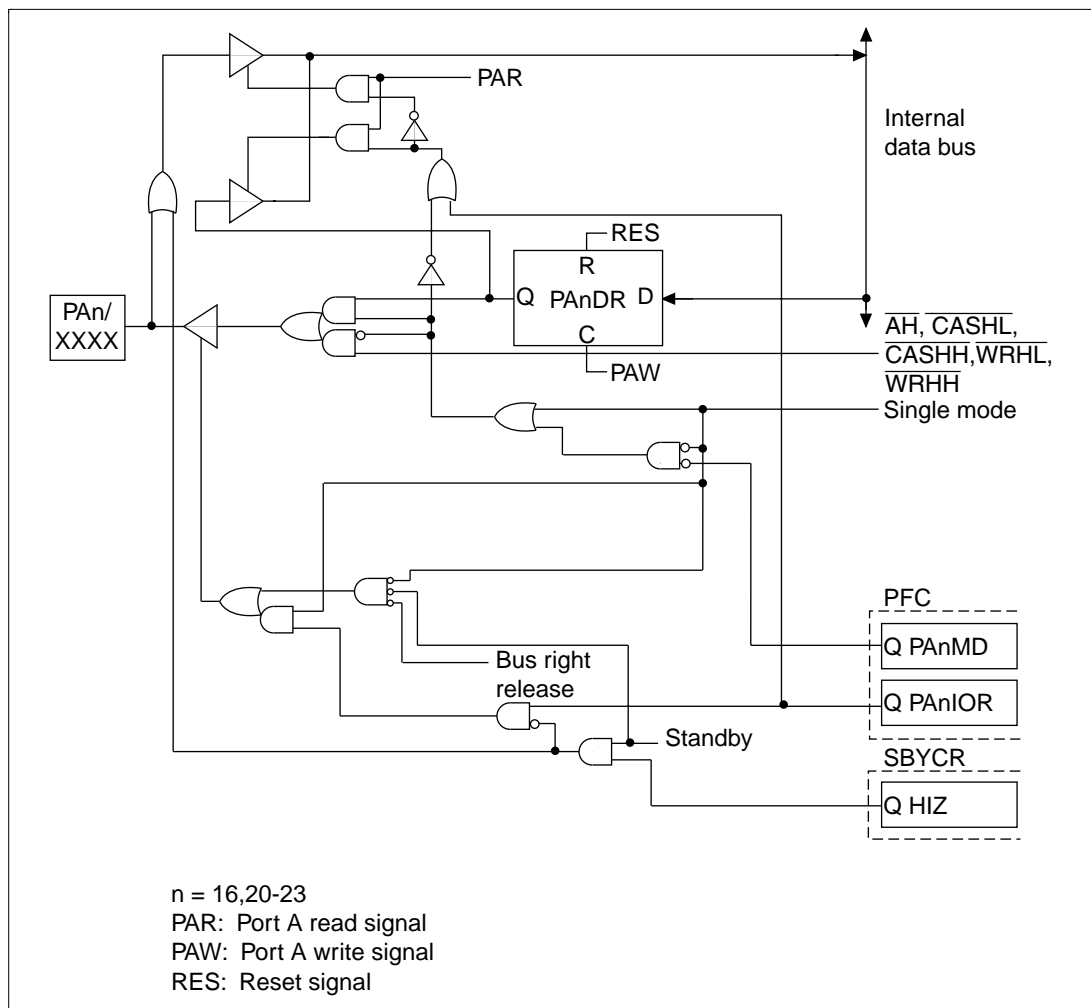 PAR
Internal
data bus
RES
R
Q PAnDR D
C
PAW
PAn/
XXXX
AH, CASHL,
CASHH,WRHL,
WRHH
Single mode
PFC
Q PAnMD
Bus right
release
Q PAnIOR
Standby
SBYCR
Q HIZ
n = 16,20-23
PAR: Port A read signal
PAW: Port A write signal
RES: Reset signal